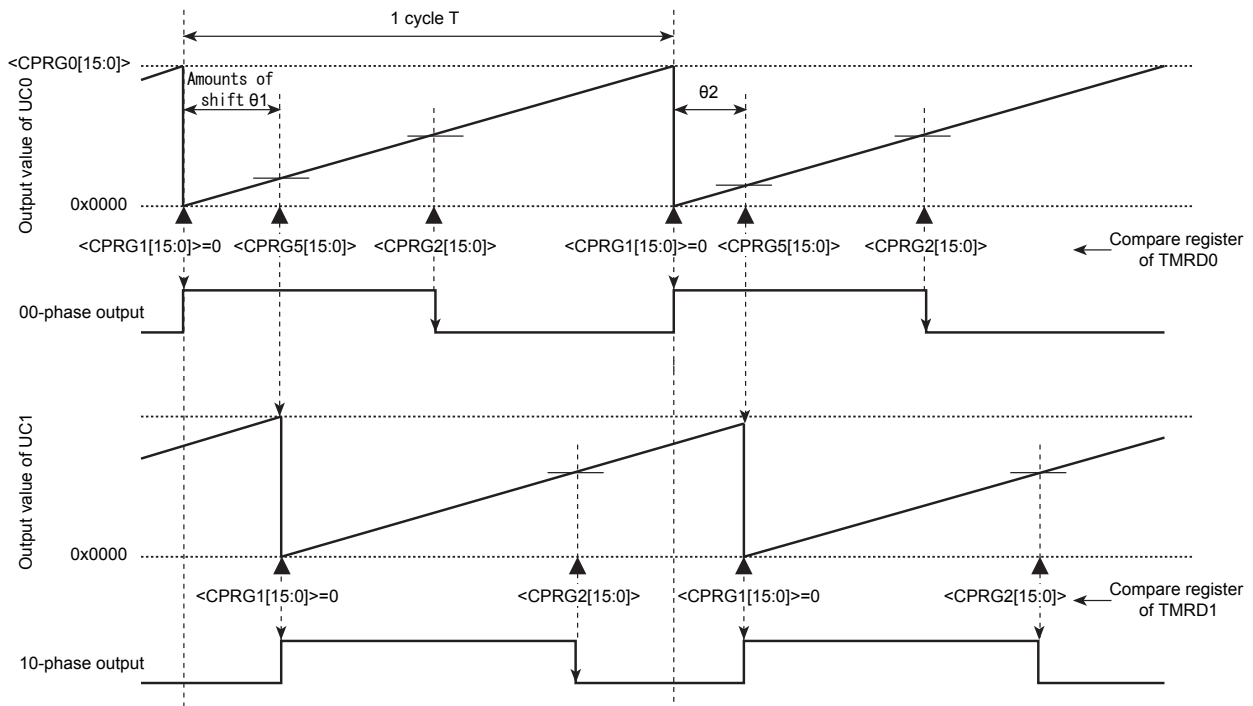 1 cycle T
<CPRG0[15:0]>
Amounts of
shift θ1
θ2
Output value of UC0
0x0000
<CPRG1[15:0]>=0
<CPRG5[15:0]>
<CPRG2[15:0]>
<CPRG1[15:0]>=0
<CPRG5[15:0]>
<CPRG2[15:0]>
Compare register
of TMRD0
00-phase output
Output value of UC1
0x0000
<CPRG1[15:0]>=0
<CPRG2[15:0]>
<CPRG1[15:0]>=0
<CPRG2[15:0]>
Compare register
of TMRD1
10-phase output